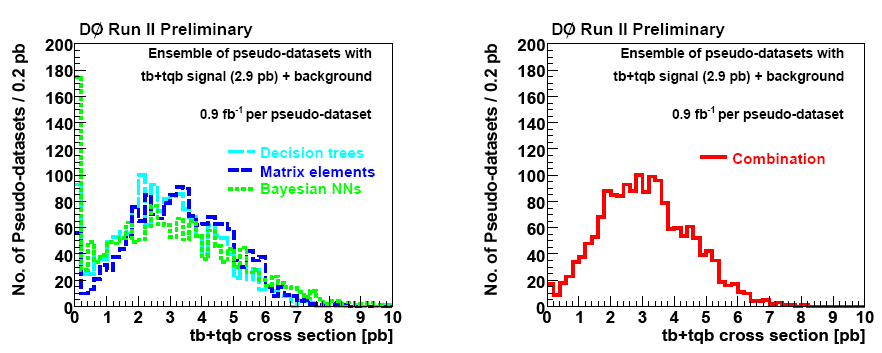 DØ Run II Preliminary
No. of Pseudo-datasets / 0.2 pb
200
180
160
140
120
100
80
60
40
20
0
Ensemble of pseudo-datasets with
tb+tqb signal (2.9 pb) + background
0.9 fb⁻¹ per pseudo-dataset
Decision trees
Matrix elements
Bayesian NNs
0 1 2 3 4 5 6 7 8 9 10
tb+tqb cross section [pb]
DØ Run II Preliminary
No. of Pseudo-datasets / 0.2 pb
200
180
160
140
120
100
80
60
40
20
0
Ensemble of pseudo-datasets with
tb+tqb signal (2.9 pb) + background
0.9 fb⁻¹ per pseudo-dataset
Combination
0 1 2 3 4 5 6 7 8 9 10
tb+tqb cross section [pb]